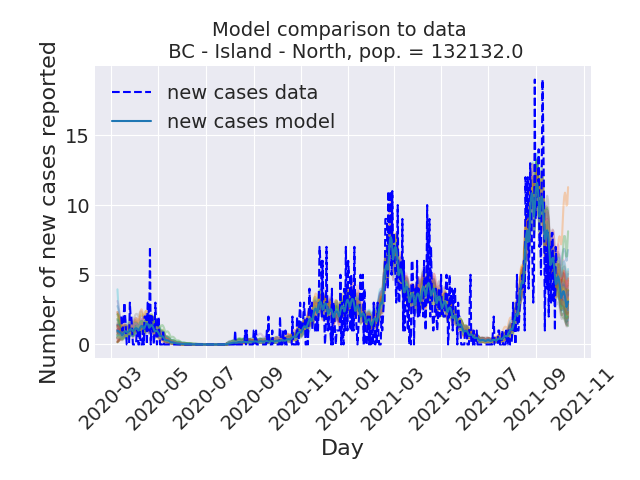 Model comparison to data
BC - Island - North, pop. = 132132.0
new cases data
new cases model
Number of new cases reported
15
10
5
0
2020-03
2020-05
2020-07
2020-09
2020-11
2021-01
2021-03
2021-05
2021-07
2021-09
2021-11
Day